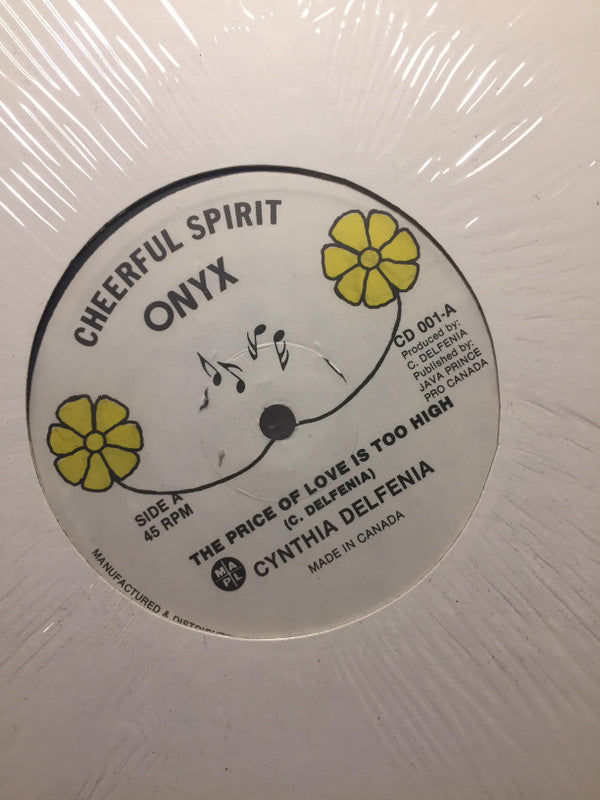 CHEERFUL SPIRIT
ONYX
CD 001-A
Produced by:
C. DELFENIA
Published by:
JAVA PRINCE
PRO CANADA
SIDE A
45 RPM
THE PRICE OF LOVE IS TOO HIGH
(C. DELFENIA)
MAPL CYNTHIA DELFENIA
MADE IN CANADA
MANUFACTURED &